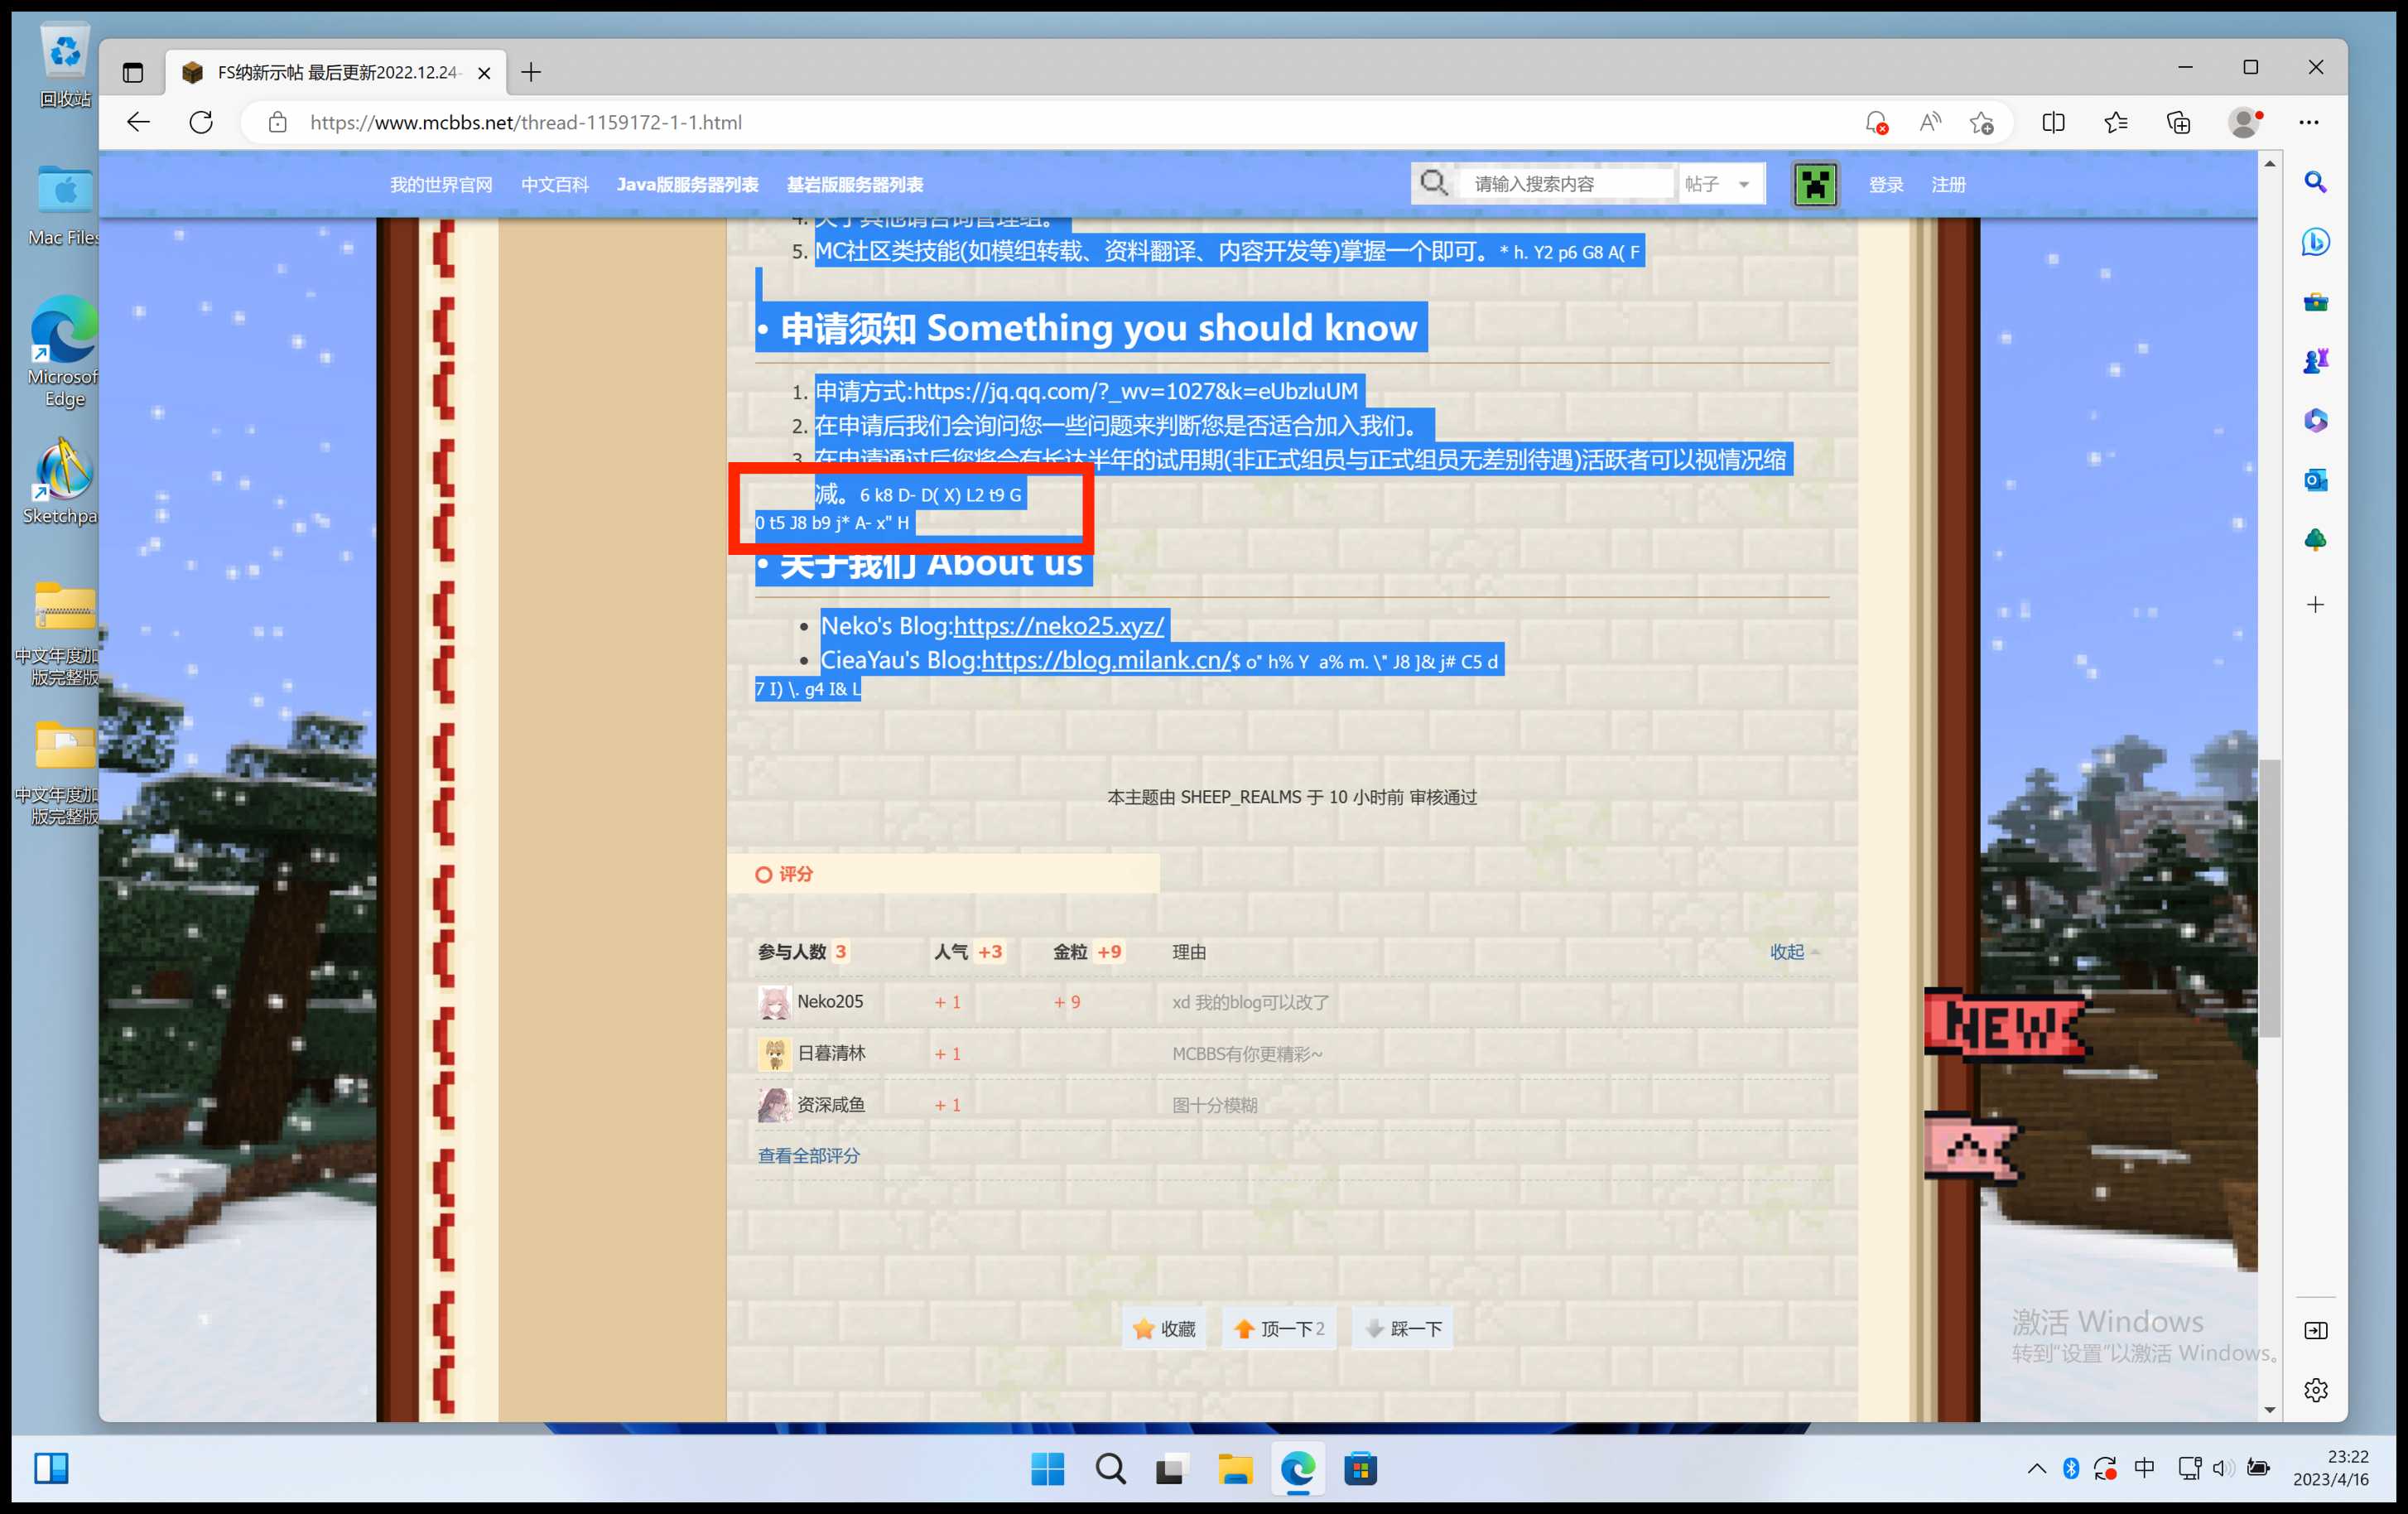 回收站
FS纳新示帖 最后更新2022.12.24-
https://www.mcbbs.net/thread-1159172-1-1.html
我的世界官网 中文百科 Java版服务器列表 基岩版服务器列表 请输入搜索内容 帖子 登录 注册
Mac Files
Microsof
Edge
Sketchpa
中文年度加
版完整版
中文年度加
版完整版
4. 关于其他请咨询管理组。
5. MC社区类技能(如模组转载、资料翻译、内容开发等)掌握一个即可。* h. Y2 p6 G8 A( F
• 申请须知 Something you should know
1. 申请方式:https://jq.qq.com/?_wv=1027&k=eUbzluUM
2. 在申请后我们会询问您一些问题来判断您是否适合加入我们。
3. 在申请通过后您将会有长达半年的试用期(非正式组员与正式组员无差别待遇)活跃者可以视情况缩
减。6 k8 D- D( X) L2 t9 G
0 t5 J8 b9 j* A- x" H
• 关于我们 About us
• Neko's Blog:https://neko25.xyz/
• CieaYau's Blog:https://blog.milank.cn/$ o" h% Y a% m. \" J8 ]& j# C5 d
7 I) \. g4 I& L
本主题由 SHEEP_REALMS 于 10 小时前 审核通过
评分
参与人数 3 人气 +3 金粒 +9 理由 收起
Neko205 + 1 + 9 xd 我的blog可以改了
日暮清林 + 1 MCBBS有你更精彩~
资深咸鱼 + 1 图十分模糊
查看全部评分
NEW
收藏 顶一下 2 踩一下
激活 Windows
转到"设置"以激活 Windows。
中
23:22
2023/4/16